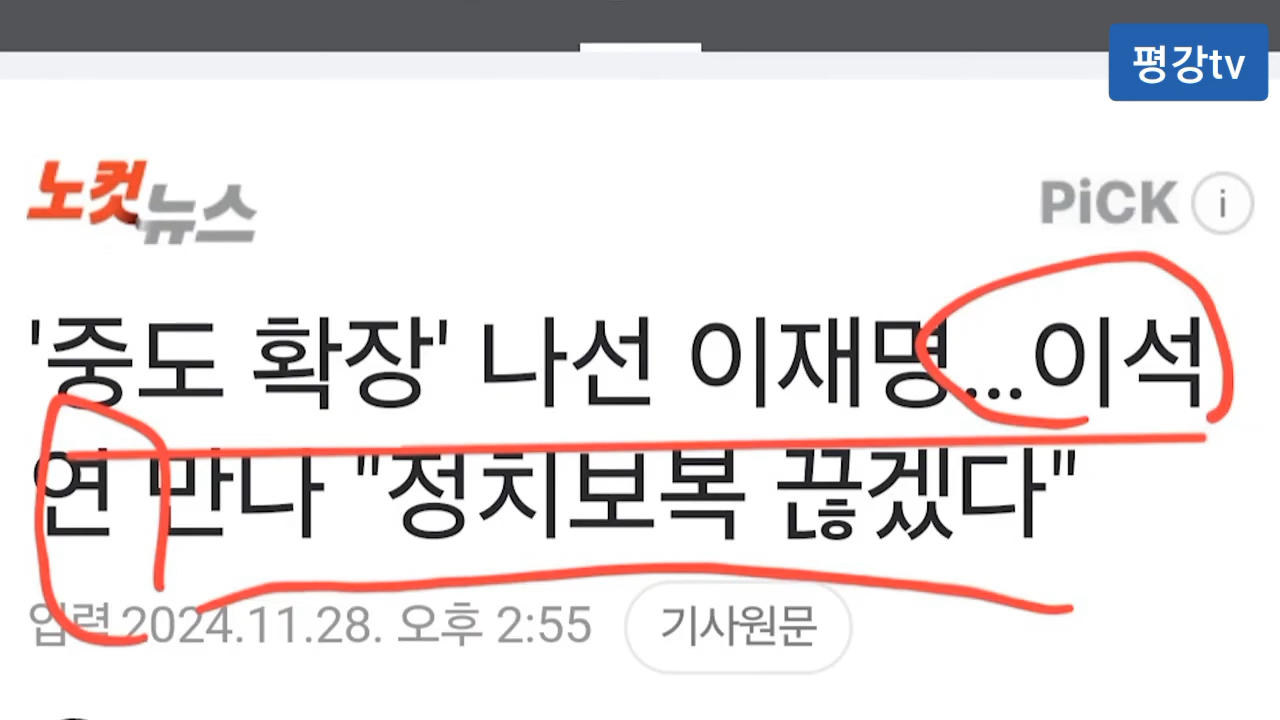 평강tv
노컷뉴스
PiCK i
'중도 확장' 나선 이재명...이석
연 만나 "정치보복 끊겠다"
입력 2024.11.28. 오후 2:55 기사원문